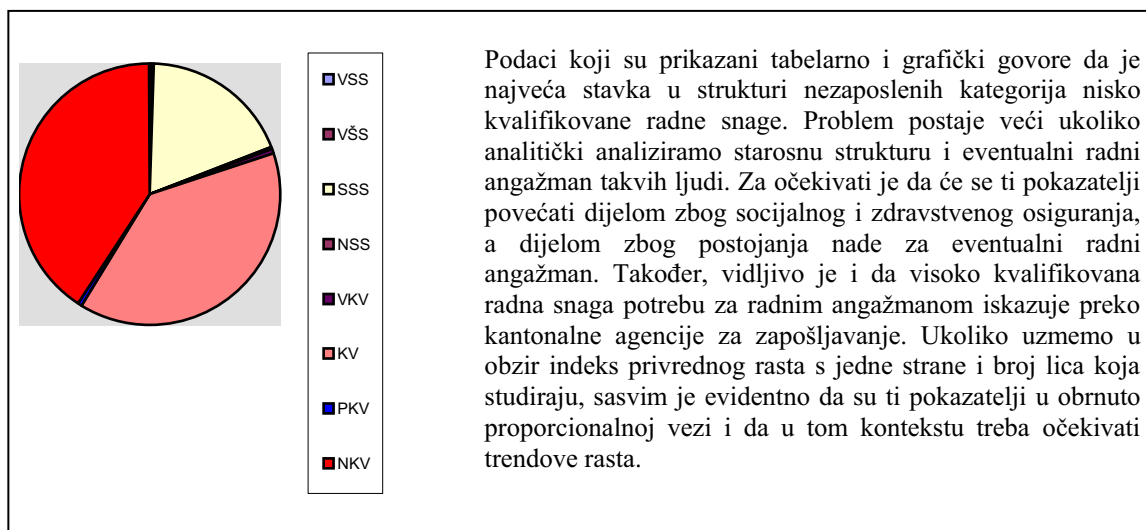 VSS
VŠS
SSS
NSS
VKV
KV
PKV
NKV
Podaci koji su prikazani tabelarno i grafički govore da je
najveća stavka u strukturi nezaposlenih kategorija nisko
kvalifikovane radne snage. Problem postaje veći ukoliko
analitički analiziramo starosnu strukturu i eventualni radni
angažman takvih ljudi. Za očekivati je da će se ti pokazatelji
povećati dijelom zbog socijalnog i zdravstvenog osiguranja,
a dijelom zbog postojanja nade za eventualni radni
angažman. Također, vidljivo je i da visoko kvalifikovana
radna snaga potrebu za radnim angažmanom iskazuje preko
kantonalne agencije za zapošljavanje. Ukoliko uzmemo u
obzir indeks privrednog rasta s jedne strane i broj lica koja
studiraju, sasvim je evidentno da su ti pokazatelji u obrnuto
proporcionalnoj vezi i da u tom kontekstu treba očekivati
trendove rasta.